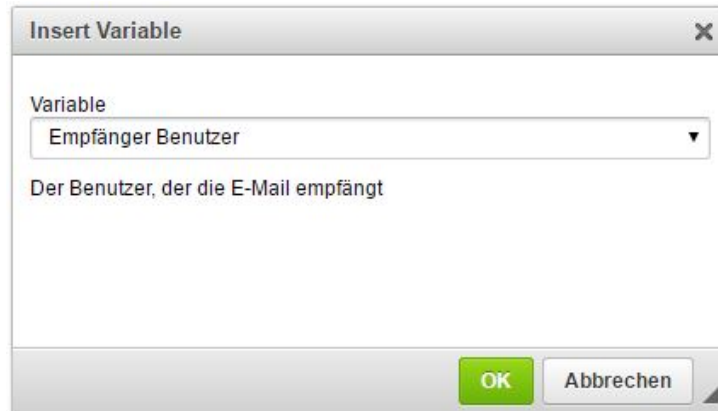 Insert Variable
Variable
Empfänger Benutzer
Der Benutzer, der die E-Mail empfängt
OK
Abbrechen